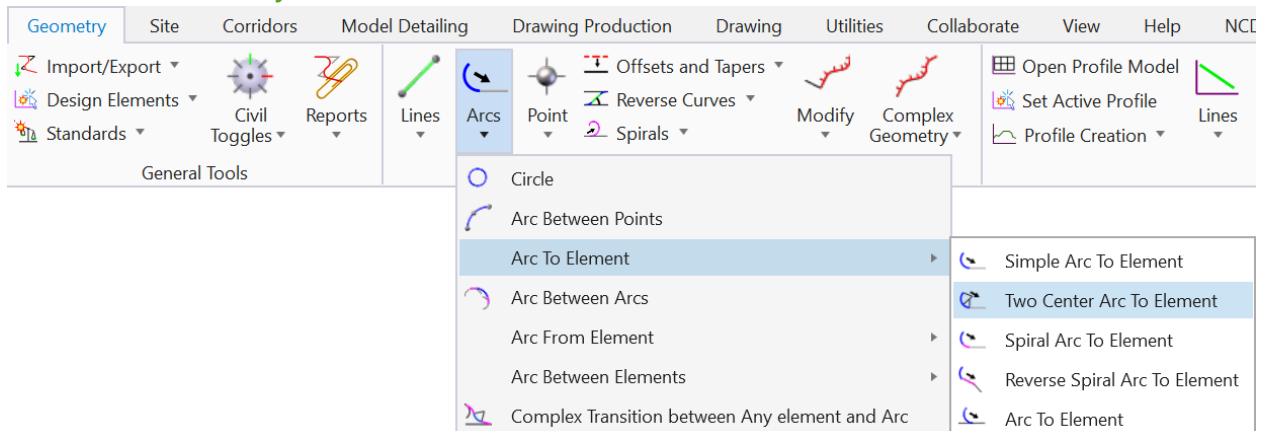 Geometry Site Corridors Model Detailing Drawing Production Drawing Utilities Collaborate View Help
Import/Export
Design Elements
Standards
Civil
Toggles
Reports
Lines
Arcs
Point
Offsets and Tapers
Reverse Curves
Spirals
Modify
Complex
Geometry
Open Profile Model
Set Active Profile
Profile Creation
Lines
General Tools
Circle
Arc Between Points
Arc To Element
Arc Between Arcs
Arc From Element
Arc Between Elements
Complex Transition between Any element and Arc
Simple Arc To Element
Two Center Arc To Element
Spiral Arc To Element
Reverse Spiral Arc To Element
Arc To Element